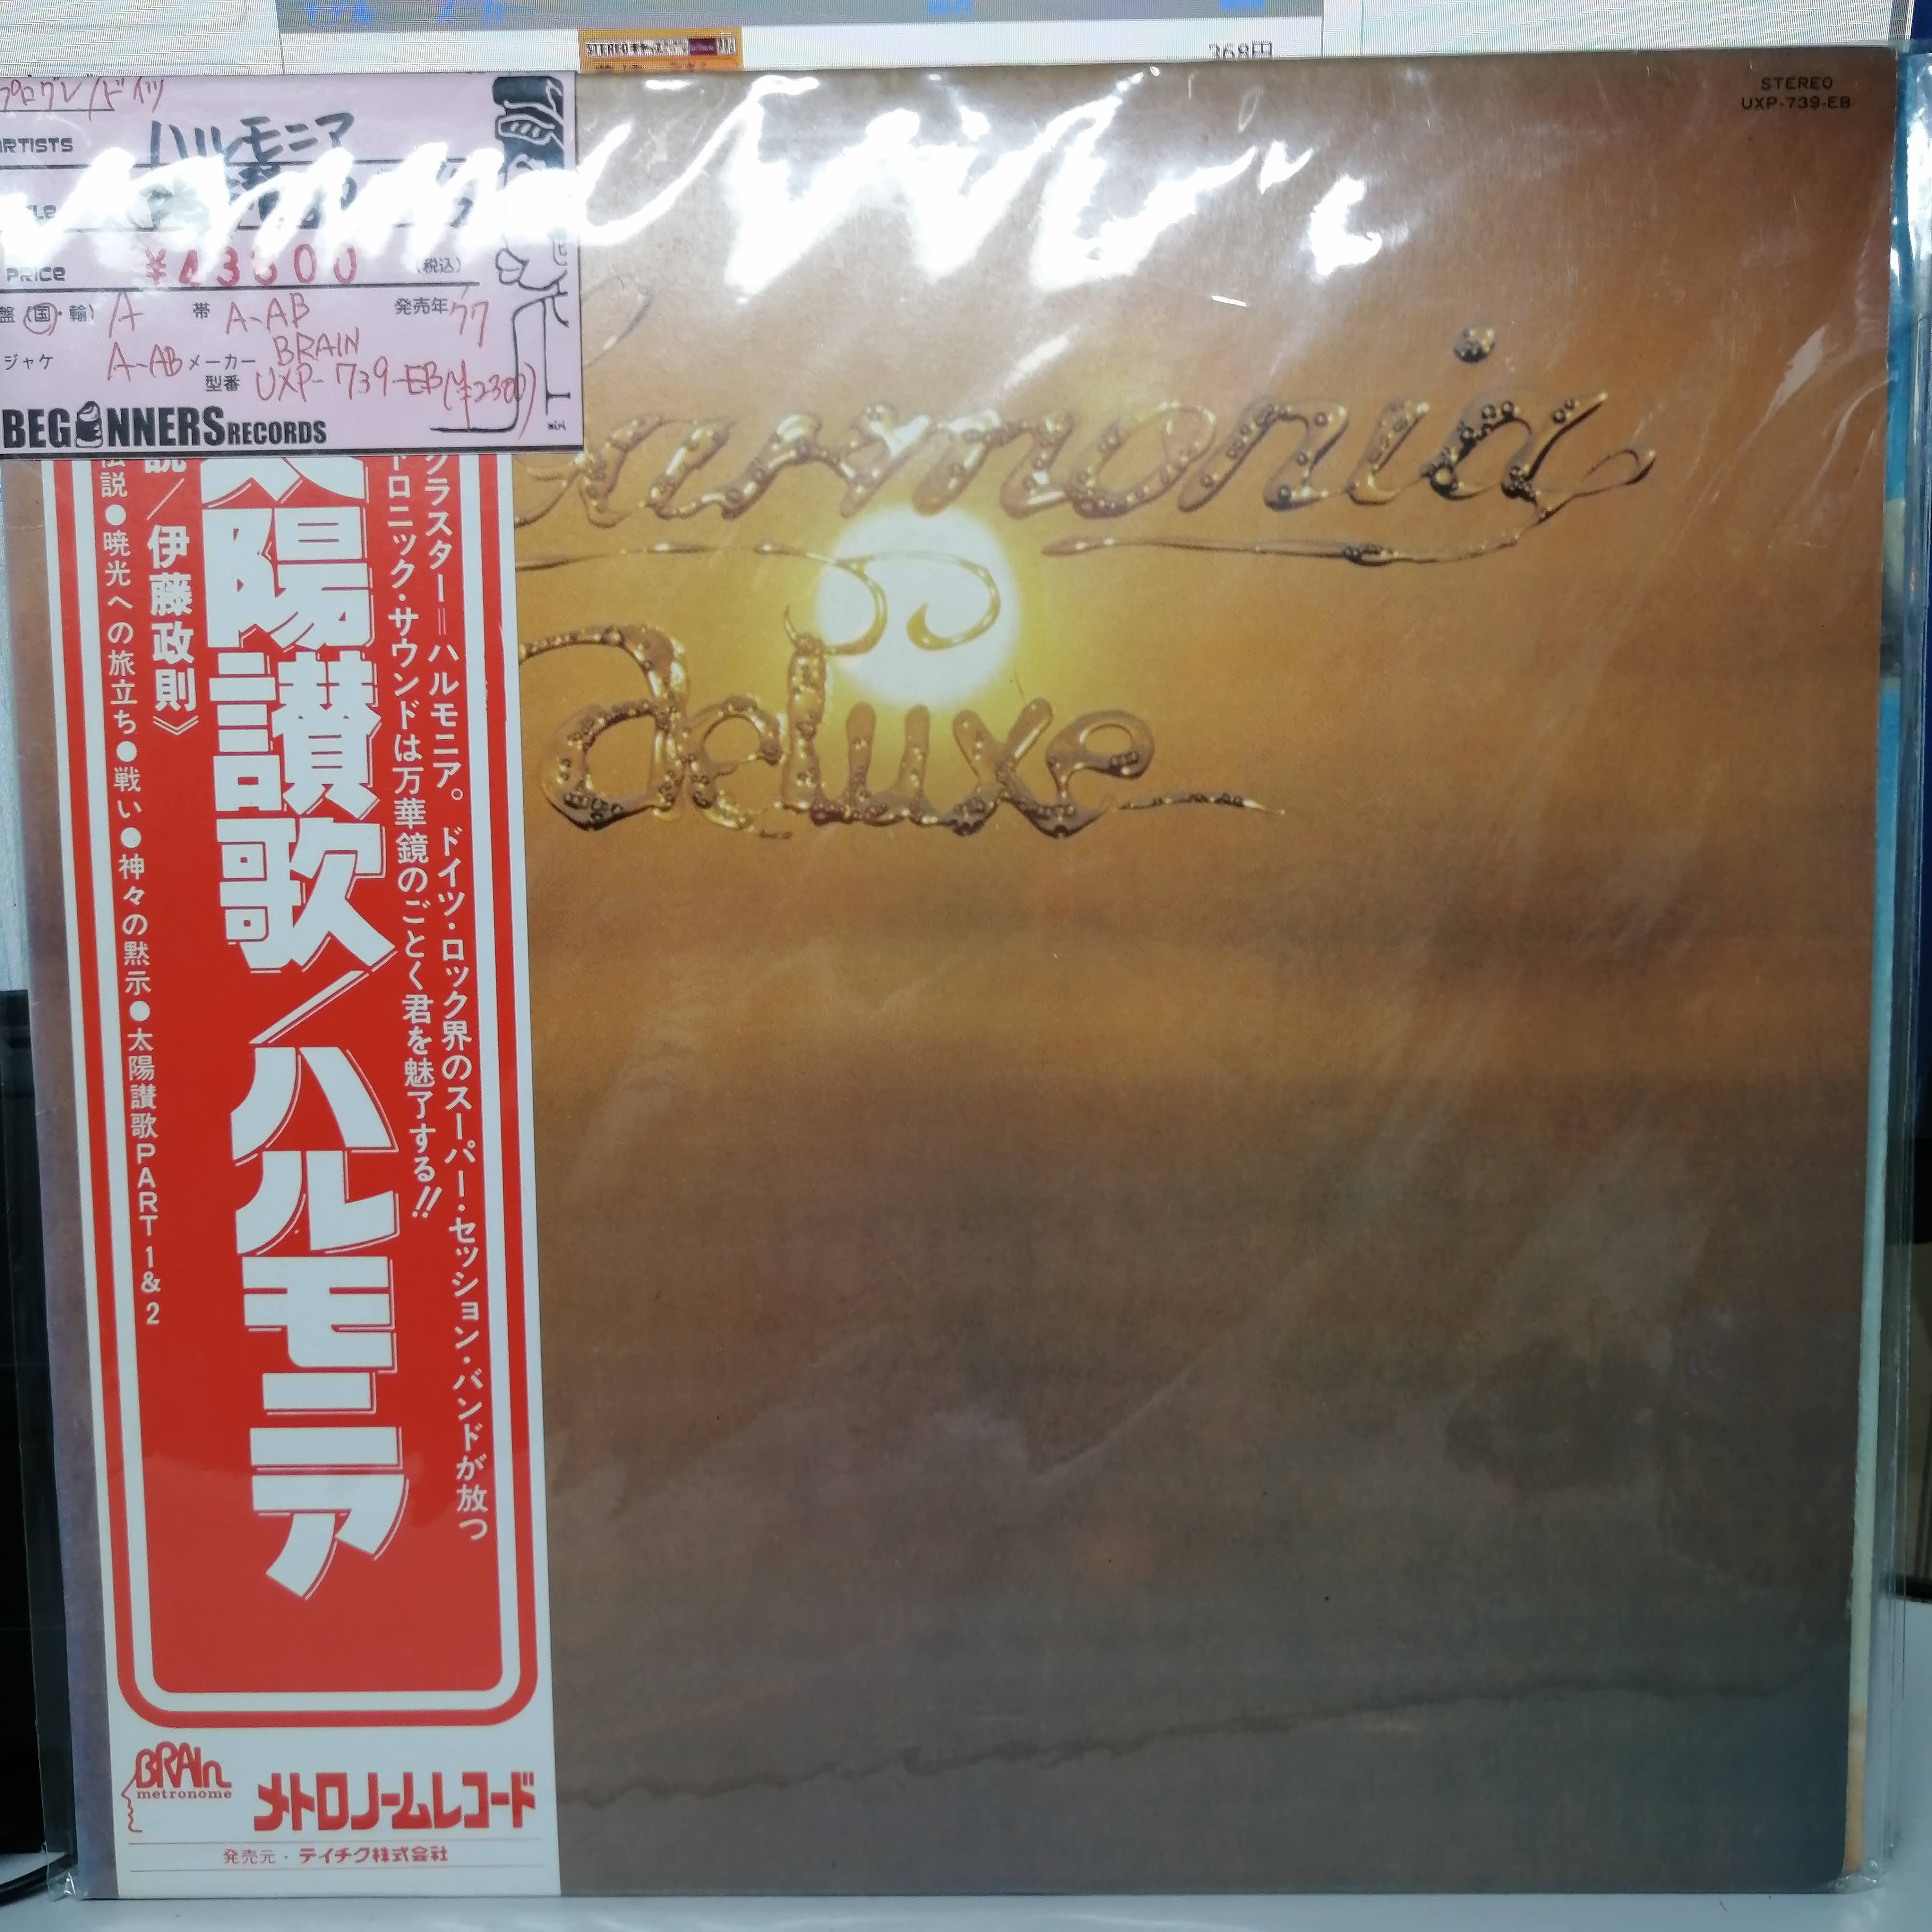 368円
STEREO
UXP-739-EB
プログレ/ドイツ
ARTISTS ハルモニア
PRICE (税込)
盤(国・輸) A 帯 A-AB 発売年 77
ジャケ A-AB メーカー BRAIN
型番 UXP-739-EB(¥2300)
BEGINNERS RECORDS
harmonia
deluxe
クラスター=ハルモニア。ドイツ・ロック界のスーパー・セッション・バンドが放つ
トロニック・サウンドは万華鏡のごとく君を魅了する!!
太陽讃歌/ハルモニア
説/伊藤政則》
伝説●暁光への旅立ち●戦い●神々の黙示●太陽讃歌PART1&2
BRAIN
metronome
メトロノームレコード
発売元・テイチク株式会社